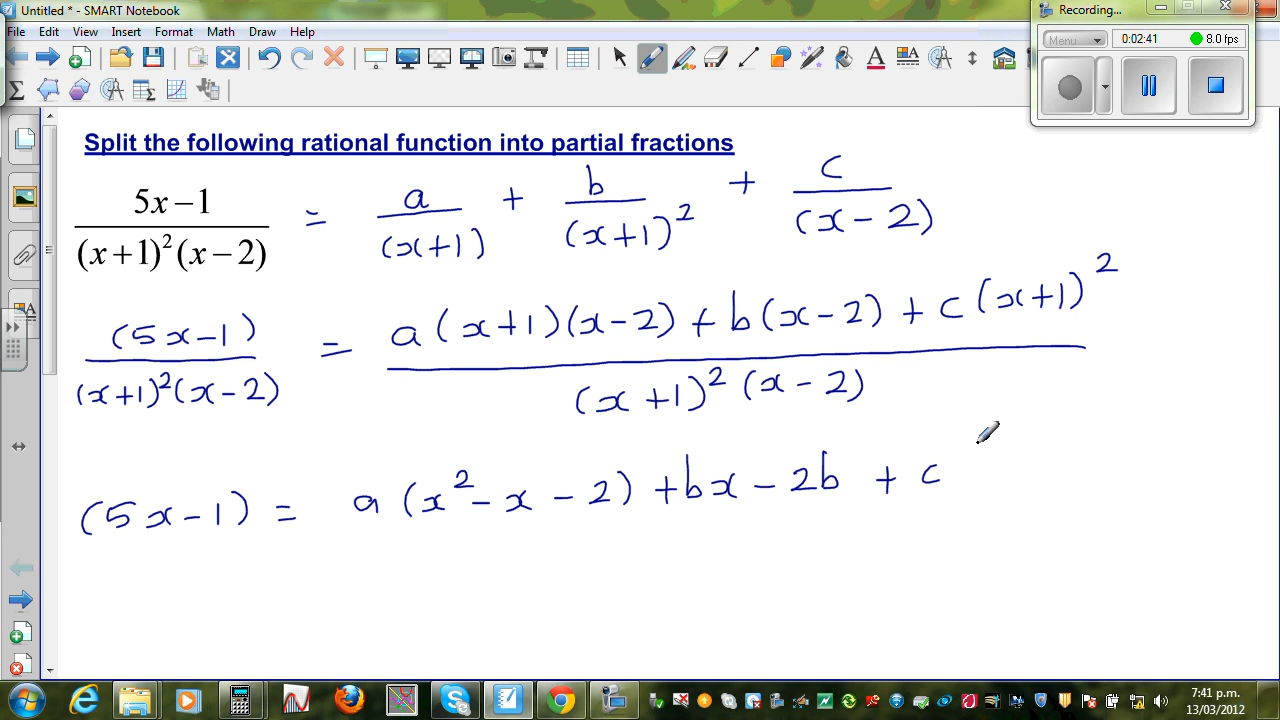 Untitled * - SMART Notebook
Recording...
File Edit View Insert Format Math Draw Help
Menu 0:02:41 8.0 fps
Split the following rational function into partial fractions
5x−1 / (x+1)²(x−2) = a/(x+1) + b/(x+1)² + c/(x−2)
(5x−1) / (x+1)²(x−2) = a(x+1)(x−2) + b(x−2) + c(x+1)² / (x+1)²(x−2)
(5x−1) = a(x²−x−2) + bx − 2b + c
7:41 p.m.
13/03/2012